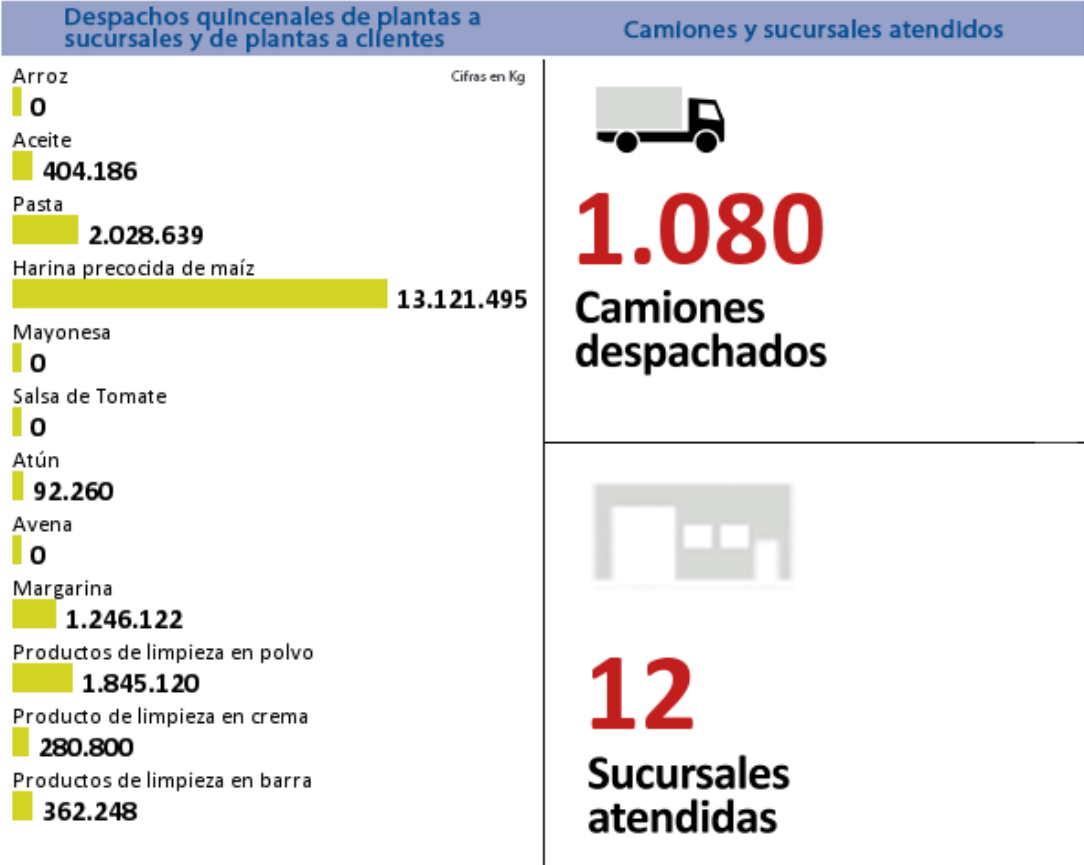 Despachos quincenales de plantas a
sucursales y de plantas a clientes
Cifras en Kg
Arroz
0
Aceite
404.186
Pasta
2.028.639
Harina precocida de maíz
13.121.495
Mayonesa
0
Salsa de Tomate
0
Atún
92.260
Avena
0
Margarina
1.246.122
Productos de limpieza en polvo
1.845.120
Producto de limpieza en crema
280.800
Productos de limpieza en barra
362.248
Camiones y sucursales atendidos
1.080
Camiones
despachados
12
Sucursales
atendidas